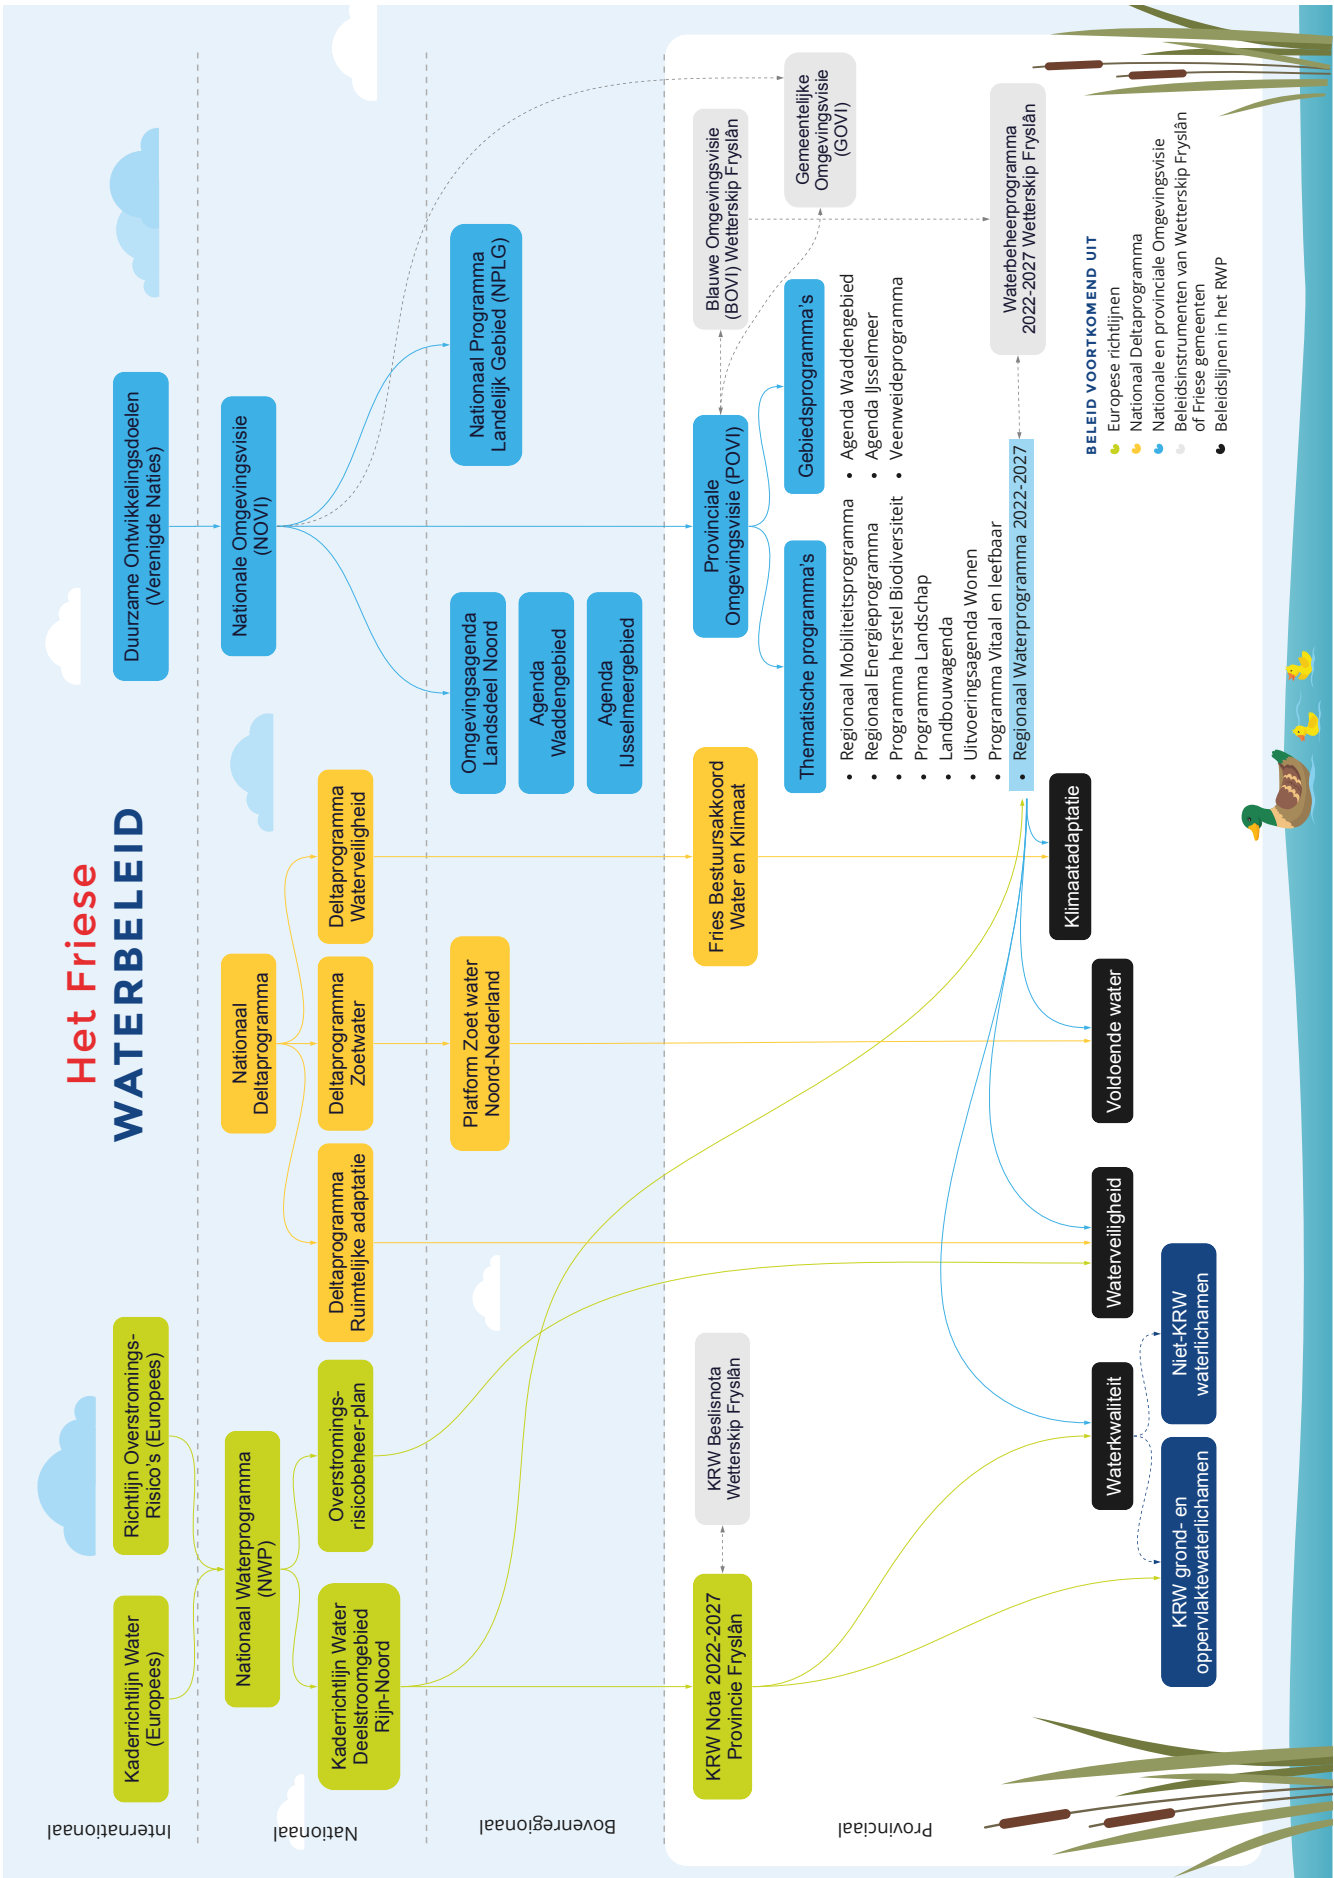 Het Friese
WATERBELEID
Internationaal
Kaderrichtlijn Water
(Europees)
Richtlijn Overstromings-
Risico's (Europees)
Duurzame Ontwikkelingsdoelen
(Verenigde Naties)
Nationaal
Nationaal Waterprogramma
(NWP)
Nationaal
Deltaprogramma
Nationale Omgevingsvisie
(NOVI)
Kaderrichtlijn Water
Deelstroomgebied
Rijn-Noord
Overstromings-
risicobeheer-plan
Deltaprogramma
Ruimtelijke adaptatie
Deltaprogramma
Zoetwater
Deltaprogramma
Waterveiligheid
Bovenregionaal
Platform Zoet water
Noord-Nederland
Omgevingsagenda
Landsdeel Noord
Agenda
Waddengebied
Agenda
IJsselmeergebied
Nationaal Programma
Landelijk Gebied (NPLG)
Provinciaal
KRW Nota 2022-2027
Provincie Fryslân
KRW Beslisnota
Wetterskip Fryslân
Fries Bestuursakkoord
Water en Klimaat
Provinciale
Omgevingsvisie (POVI)
Blauwe Omgevingsvisie
(BOVI) Wetterskip Fryslân
Gemeentelijke
Omgevingsvisie
(GOVI)
Thematische programma's
• Regionaal Mobiliteitsprogramma
• Regionaal Energieprogramma
• Programma herstel Biodiversiteit
• Programma Landschap
• Landbouwagenda
• Uitvoeringsagenda Wonen
• Programma Vitaal en leefbaar
• Regionaal Waterprogramma 2022-2027
Gebiedsprogramma's
• Agenda Waddengebied
• Agenda IJsselmeer
• Veenweideprogramma
Waterbeheerprogramma
2022-2027 Wetterskip Fryslân
Waterkwaliteit
Waterveiligheid
Voldoende water
Klimaatadaptatie
KRW grond- en
oppervlaktewaterlichamen
Niet-KRW
waterlichamen
BELEID VOORTKOMEND UIT
Europese richtlijnen
Nationaal Deltaprogramma
Nationale en provinciale Omgevingsvisie
Beleidsinstrumenten van Wetterskip Fryslân
of Friese gemeenten
Beleidslijnen in het RWP